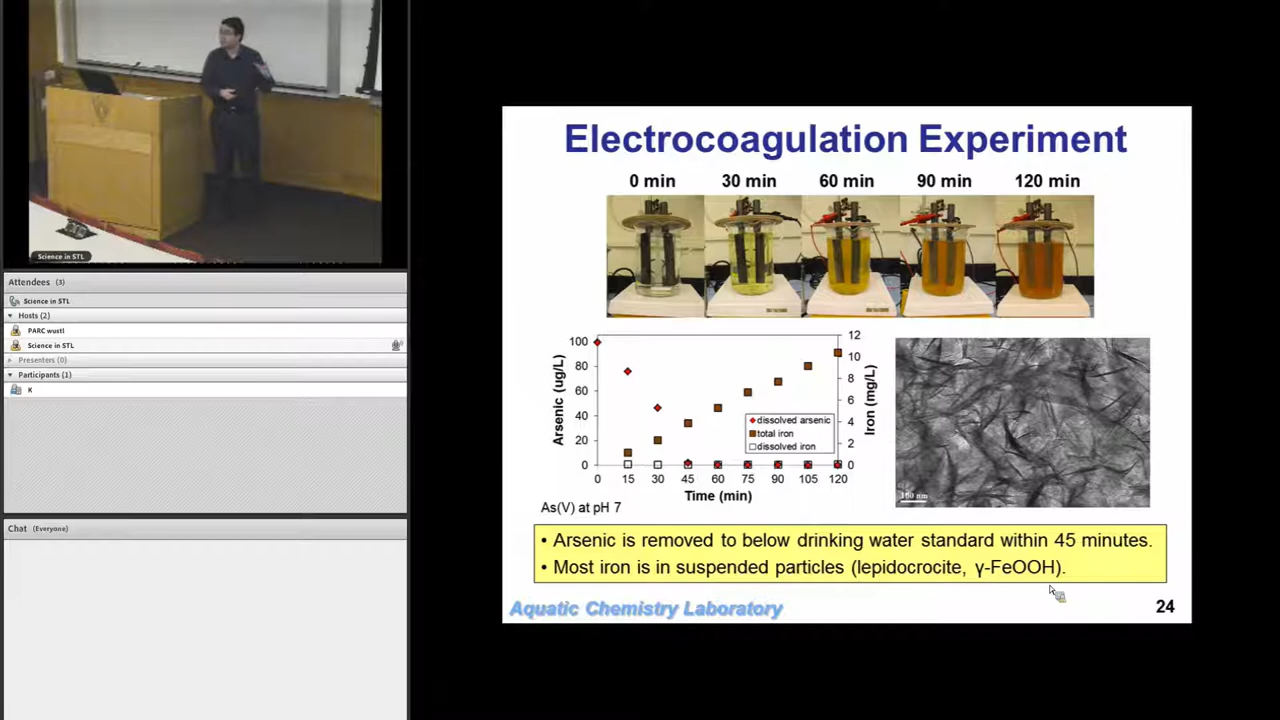 Science in STL
Attendees (3)
Science in STL
Hosts (2)
PARC wustl
Science in STL
Presenters (0)
Participants (1)
K
Chat (Everyone)
Electrocoagulation Experiment
0 min 30 min 60 min 90 min 120 min
Arsenic (ug/L)
100
80
60
40
20
0
12
10
8
6
4
2
0
Iron (mg/L)
dissolved arsenic
total iron
dissolved iron
0 15 30 45 60 75 90 105 120
Time (min)
As(V) at pH 7
100 nm
• Arsenic is removed to below drinking water standard within 45 minutes.
• Most iron is in suspended particles (lepidocrocite, γ-FeOOH).
Aquatic Chemistry Laboratory
24